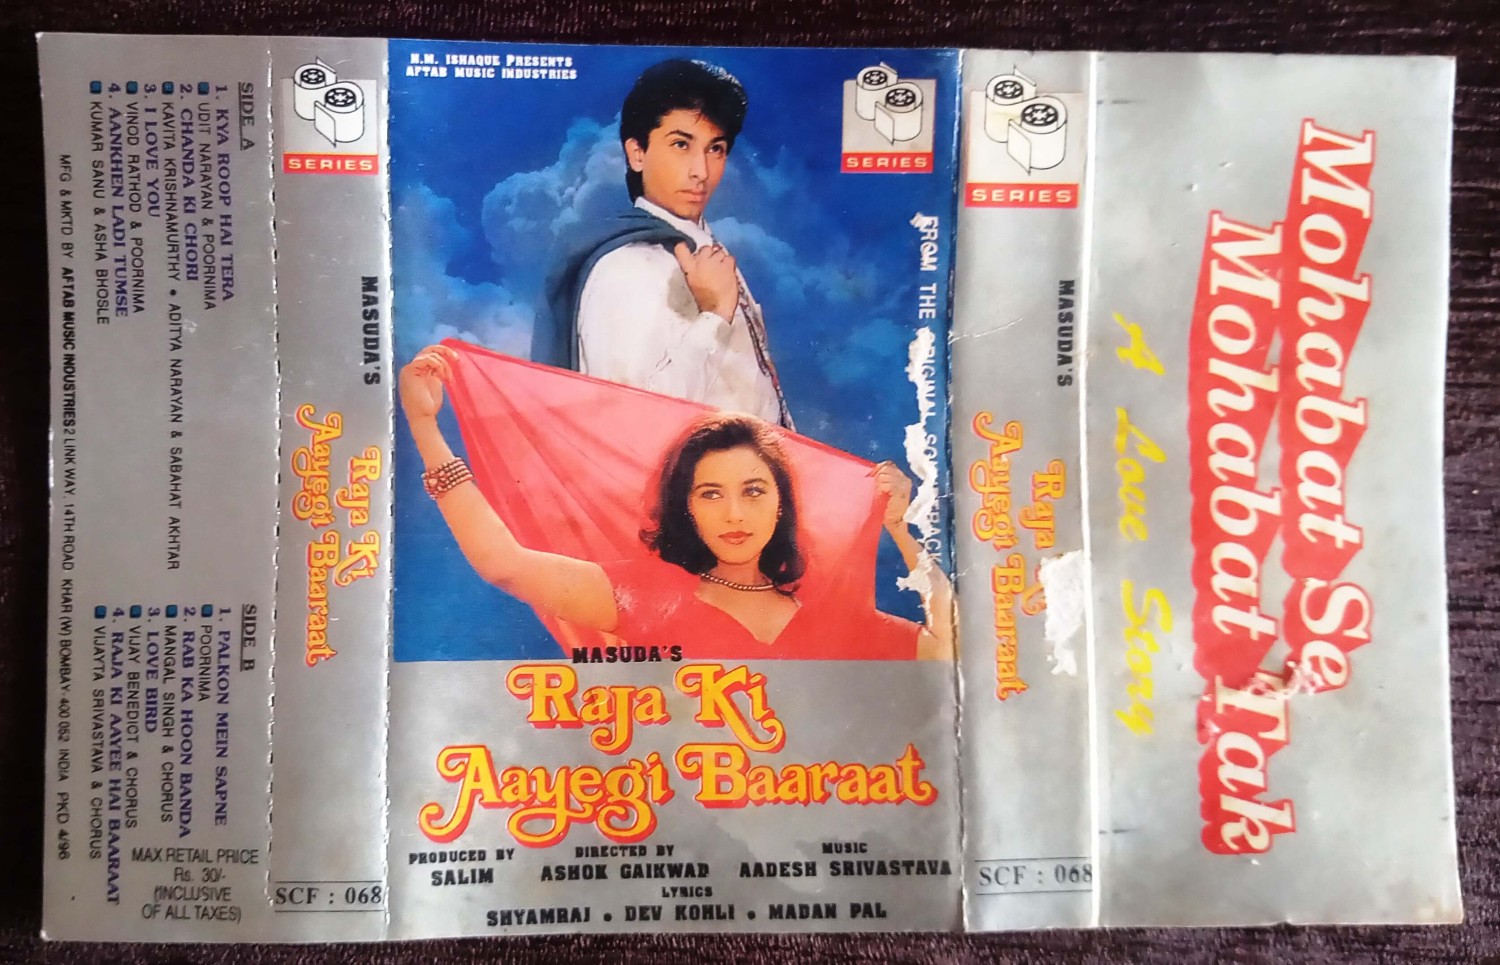 SIDE A
1. KYA ROOP HAI TERA
UDIT NARAYAN & POORNIMA
2. CHANDA KI CHORI
KAVITA KRISHNAMURTHY • ADITYA NARAYAN & SABAHAT AKHTAR
3. I LOVE YOU
VINOD RATHOD & POORNIMA
4. AANKHEN LADI TUMSE
KUMAR SANU & ASHA BHOSLE
SIDE B
1. PALKON MEIN SAPNE
POORNIMA
2. RAB KA HOON BANDA
MANGAL SINGH & CHORUS
3. LOVE BIRD
VIJAY BENEDICT & CHORUS
4. RAJA KI AAYEE HAI BAARAAT
VIJAYTA SRIVASTAVA & CHORUS
MFG & MKTD BY AFTAB MUSIC INDUSTRIES 2 LINK WAY. 14TH ROAD KHAR (W) BOMBAY-400 052 INDIA PKD 4/96
MAX RETAIL PRICE
Rs. 30/-
(INCLUSIVE
OF ALL TAXES)
SERIES
MASUDA'S
Raja Ki
Aayegi Baaraat
SCF : 068
N.M. ISHAQUE PRESENTS
AFTAB MUSIC INDUSTRIES
SERIES
FROM THE ORIGINAL SOUNDTRACK
MASUDA'S
Raja Ki
Aayegi Baaraat
PRODUCED BY
SALIM
DIRECTED BY
ASHOK GAIKWAD
MUSIC
AADESH SRIVASTAVA
LYRICS
SHYAMRAJ • DEV KOHLI • MADAN PAL
SERIES
MASUDA'S
Raja Ki
Aayegi Baaraat
SCF : 068
Mohabat Se
Mohabat Tak
A Love Story